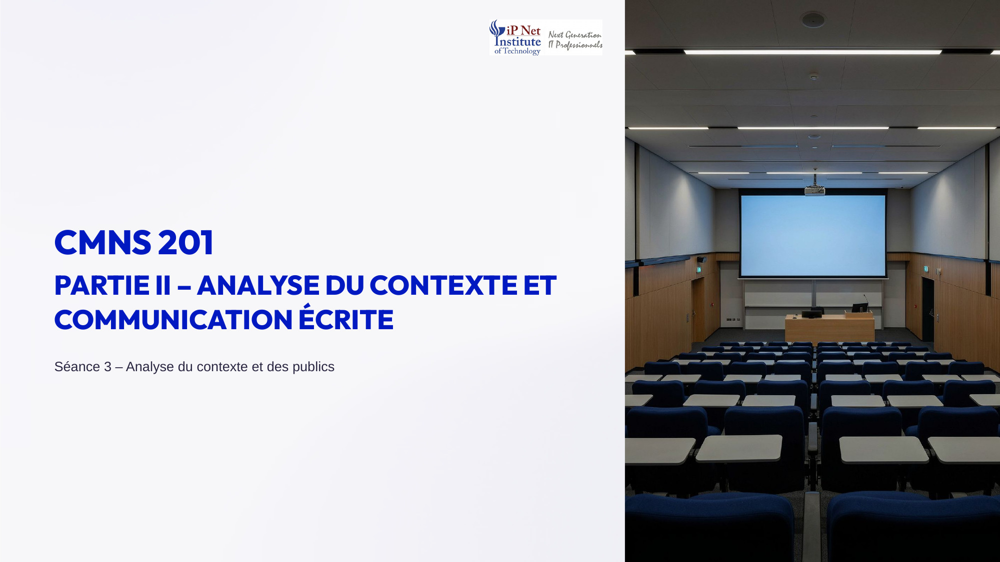 iP Net
Institute
of Technology
Next Generation
IT Professionnels
CMNS 201
PARTIE II – ANALYSE DU CONTEXTE ET
COMMUNICATION ÉCRITE
Séance 3 – Analyse du contexte et des publics